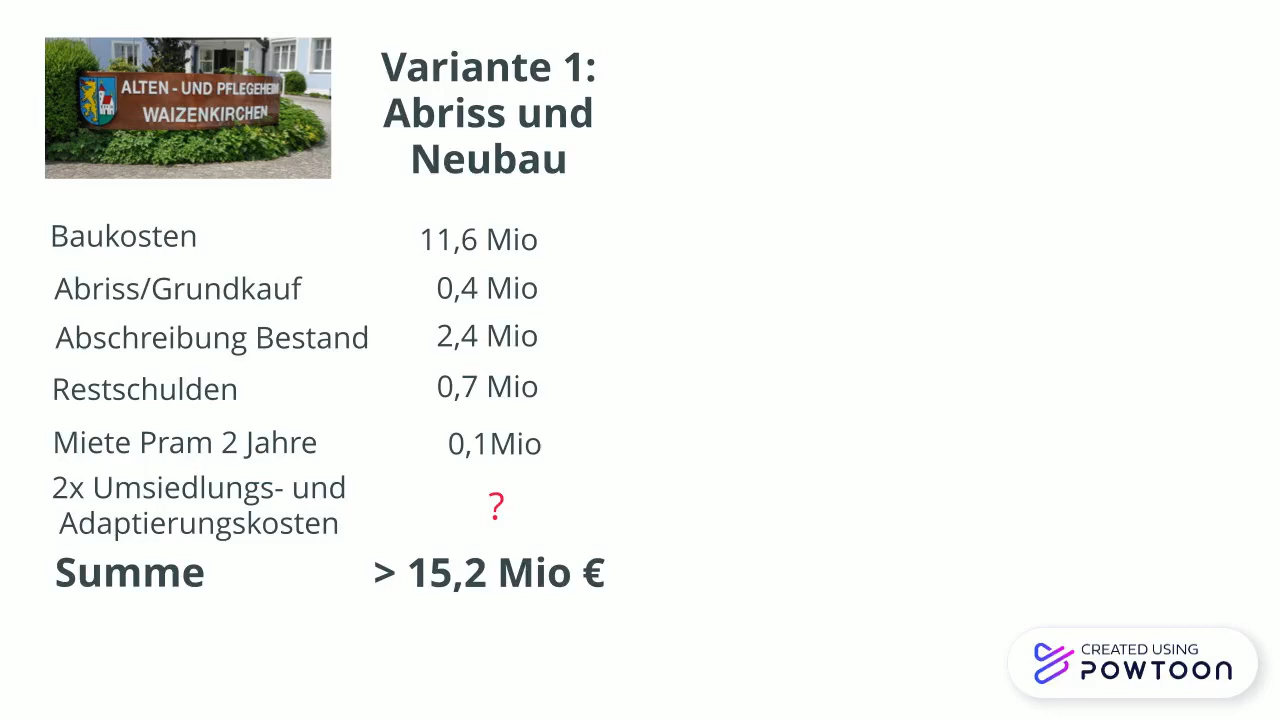 ALTEN - UND PFLEGEHEIM
WAIZENKIRCHEN
Variante 1:
Abriss und
Neubau
Baukosten 11,6 Mio
Abriss/Grundkauf 0,4 Mio
Abschreibung Bestand 2,4 Mio
Restschulden 0,7 Mio
Miete Pram 2 Jahre 0,1Mio
2x Umsiedlungs- und
Adaptierungskosten ?
Summe > 15,2 Mio €
CREATED USING
POWTOON